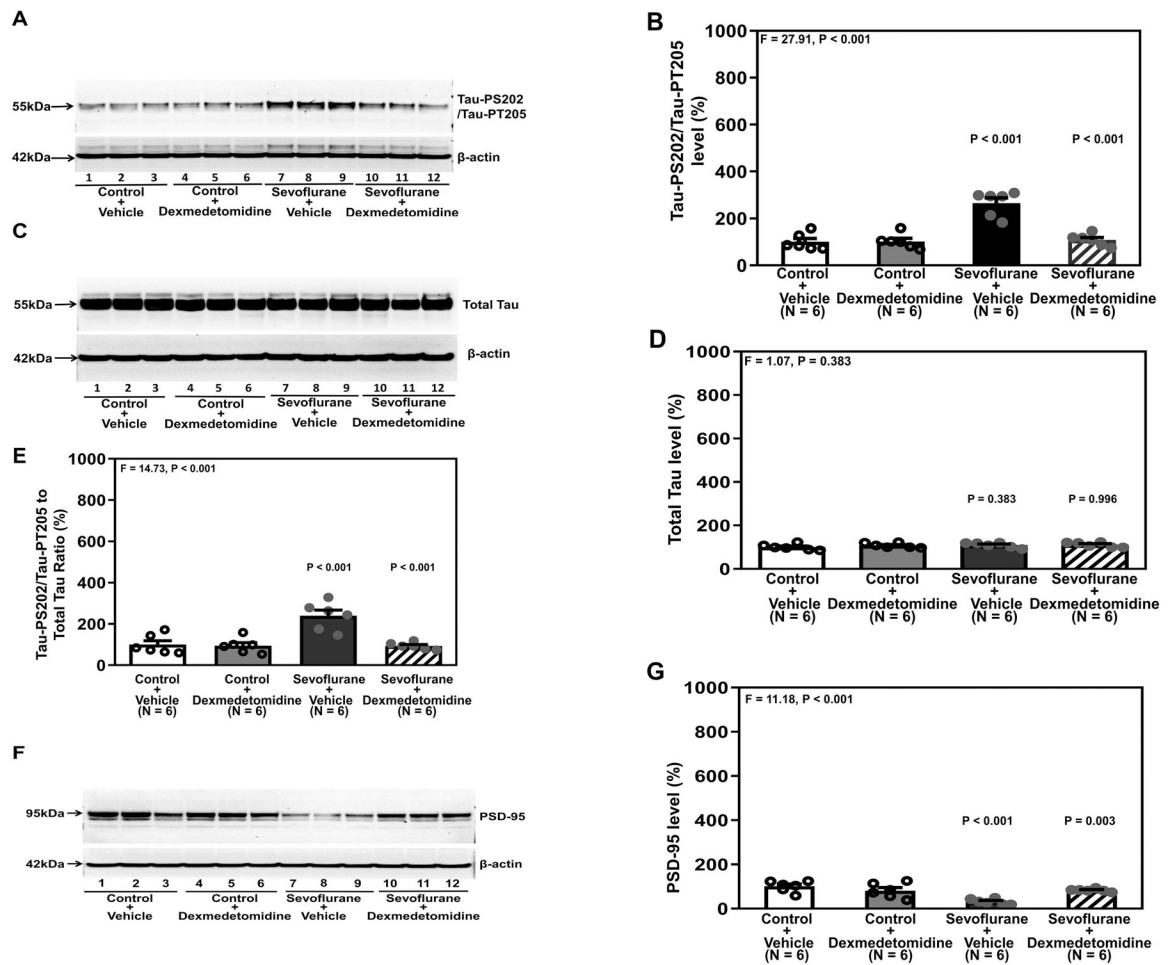 A
55kDa
Tau-PS202
/Tau-PT205
42kDa
β-actin
1 2 3 4 5 6 7 8 9 10 11 12
Control Control Sevoflurane Sevoflurane
+ + + +
Vehicle Dexmedetomidine Vehicle Dexmedetomidine
B
F = 27.91, P < 0.001
Tau-PS202/Tau-PT205
level (%)
1000
800
600
400
200
0
P < 0.001 P < 0.001
Control Control Sevoflurane Sevoflurane
+ + + +
Vehicle Dexmedetomidine Vehicle Dexmedetomidine
(N = 6) (N = 6) (N = 6) (N = 6)
C
55kDa
Total Tau
42kDa
β-actin
1 2 3 4 5 6 7 8 9 10 11 12
Control Control Sevoflurane Sevoflurane
+ + + +
Vehicle Dexmedetomidine Vehicle Dexmedetomidine
D
F = 1.07, P = 0.383
Total Tau level (%)
1000
800
600
400
200
0
P = 0.383 P = 0.996
Control Control Sevoflurane Sevoflurane
+ + + +
Vehicle Dexmedetomidine Vehicle Dexmedetomidine
(N = 6) (N = 6) (N = 6) (N = 6)
E
F = 14.73, P < 0.001
Tau-PS202/Tau-PT205 to
Total Tau Ratio (%)
1000
800
600
400
200
0
P < 0.001 P < 0.001
Control Control Sevoflurane Sevoflurane
+ + + +
Vehicle Dexmedetomidine Vehicle Dexmedetomidine
(N = 6) (N = 6) (N = 6) (N = 6)
F
95kDa
PSD-95
42kDa
β-actin
1 2 3 4 5 6 7 8 9 10 11 12
Control Control Sevoflurane Sevoflurane
+ + + +
Vehicle Dexmedetomidine Vehicle Dexmedetomidine
G
F = 11.18, P < 0.001
PSD-95 level (%)
1000
800
600
400
200
0
P < 0.001 P = 0.003
Control Control Sevoflurane Sevoflurane
+ + + +
Vehicle Dexmedetomidine Vehicle Dexmedetomidine
(N = 6) (N = 6) (N = 6) (N = 6)